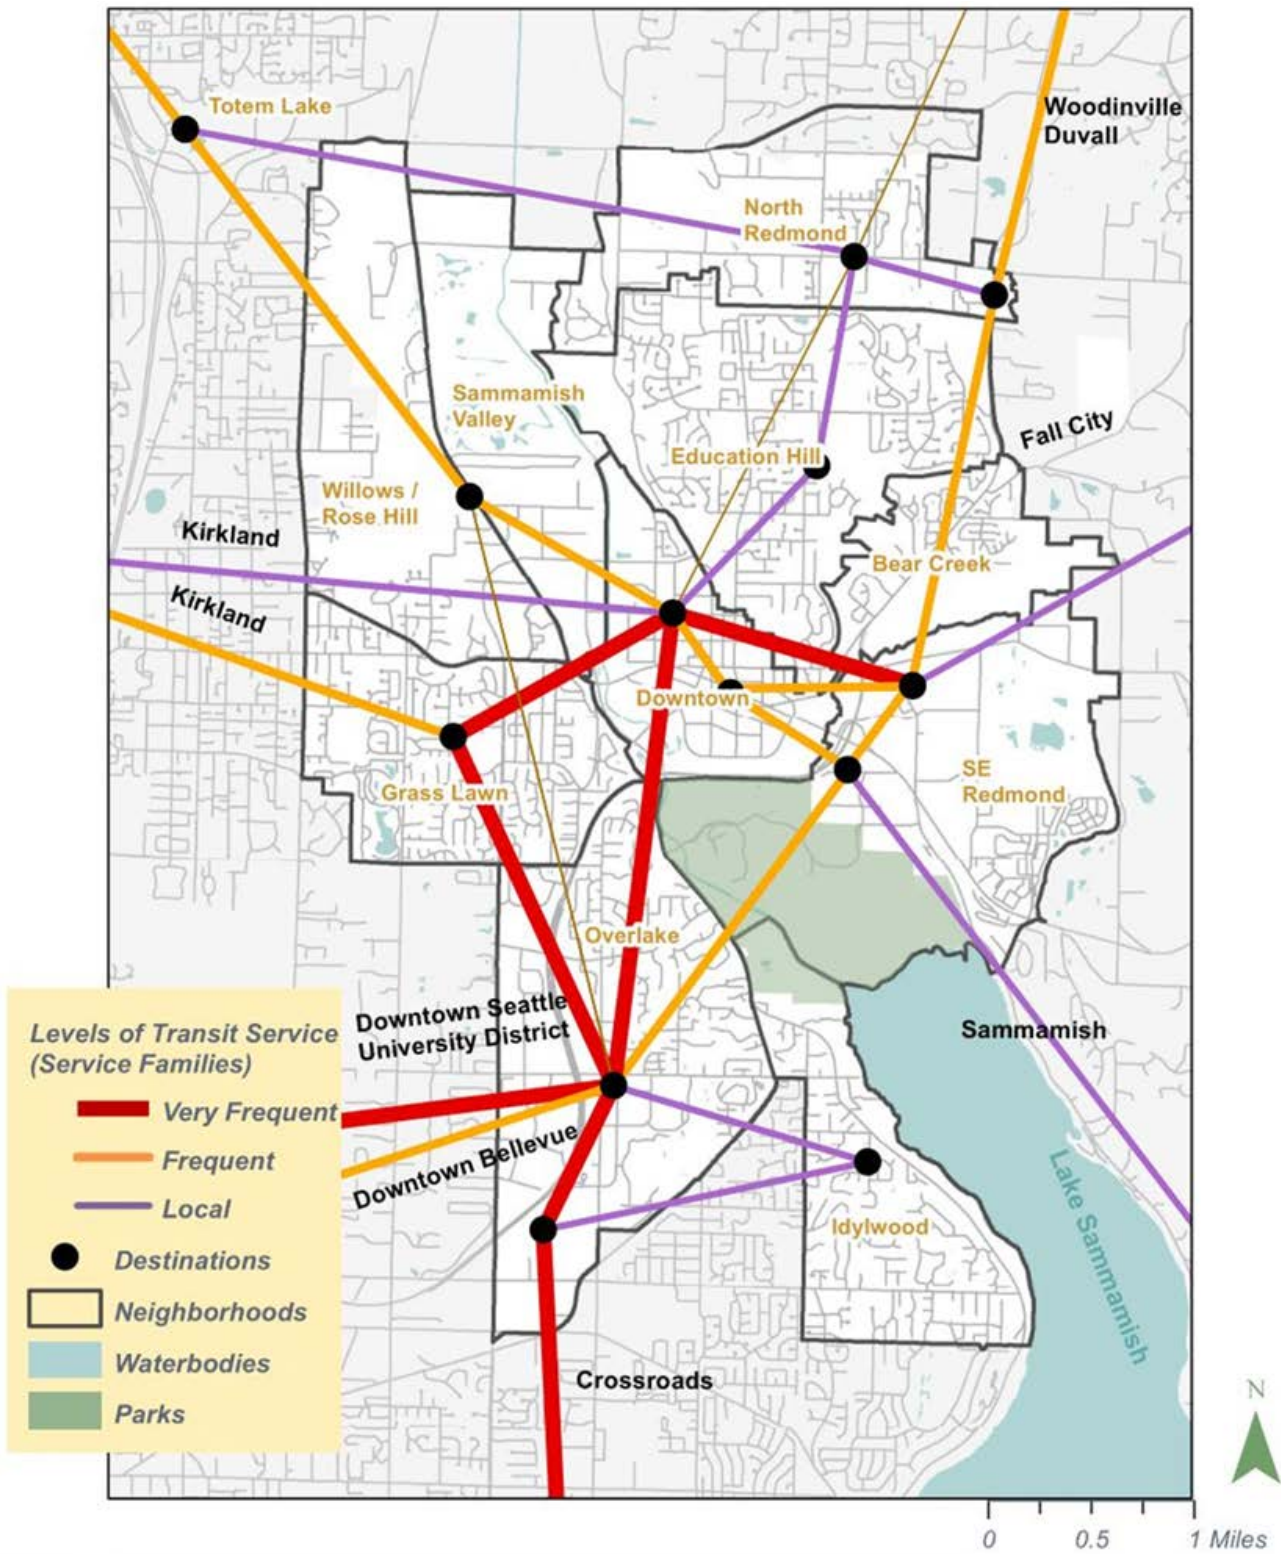 Totem Lake
Woodinville
Duvall
North
Redmond
Sammamish
Valley
Fall City
Education Hill
Willows /
Rose Hill
Kirkland
Bear Creek
Kirkland
Downtown
SE
Redmond
Grass Lawn
Overlake
Downtown Seattle
University District
Sammamish
Downtown Bellevue
Idylwood
Lake Sammamish
Crossroads
Levels of Transit Service
(Service Families)
Very Frequent
Frequent
Local
Destinations
Neighborhoods
Waterbodies
Parks
N
0 0.5 1 Miles